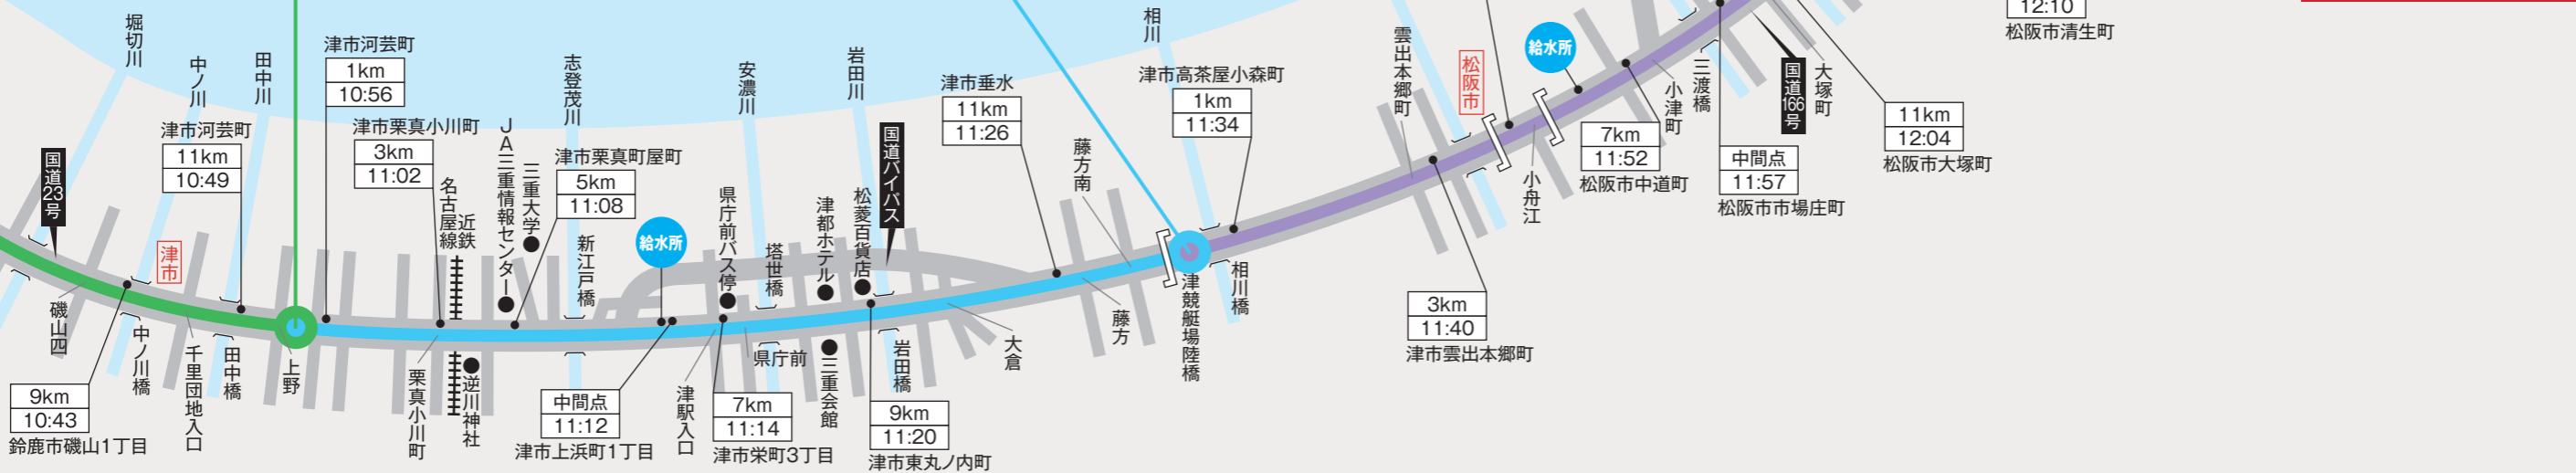 堀切川
中ノ川
田中川
津市河芸町
1km
10:56
津市河芸町
11km
10:49
国道23号
津市
磯山四
9km
10:43
鈴鹿市磯山1丁目
中ノ川橋
千里団地入口
田中橋
上野
津市栗真小川町
3km
11:02
名古屋線
近鉄
JA三重情報センター
三重大学
志登茂川
津市栗真町屋町
5km
11:08
栗真小川町
逆川神社
新江戸橋
給水所
中間点
11:12
津市上浜町1丁目
津駅入口
県庁前バス停
安濃川
塔世橋
県庁前
7km
11:14
津市栄町3丁目
津都ホテル
三重会館
岩田川
松菱百貨店
国道バイパス
岩田橋
9km
11:20
津市東丸ノ内町
大倉
津市垂水
11km
11:26
藤方南
藤方
相川
津市高茶屋小森町
1km
11:34
津競艇場陸橋
相川橋
雲出本郷町
3km
11:40
津市雲出本郷町
松阪市
小舟江
給水所
7km
11:52
松阪市中道町
小津町
三渡橋
中間点
11:57
松阪市市場庄町
国道166号
大塚町
11km
12:04
松阪市大塚町
12:10
松阪市清生町